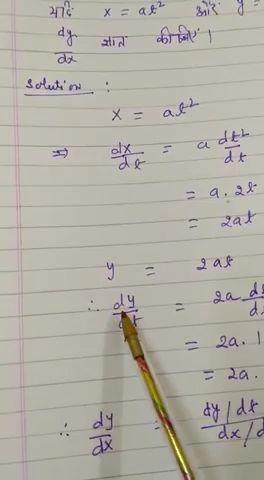 यदि x = at² और y =
dy/dx ज्ञात कीजिए।
Solution :
x = at²
⇒ dx/dt = a dt²/dt
= a. 2t
= 2at
y = 2at
∴ dy/dt = 2a
= 2a. 1
= 2a.
∴ dy/dx = dy/dt / dx/d